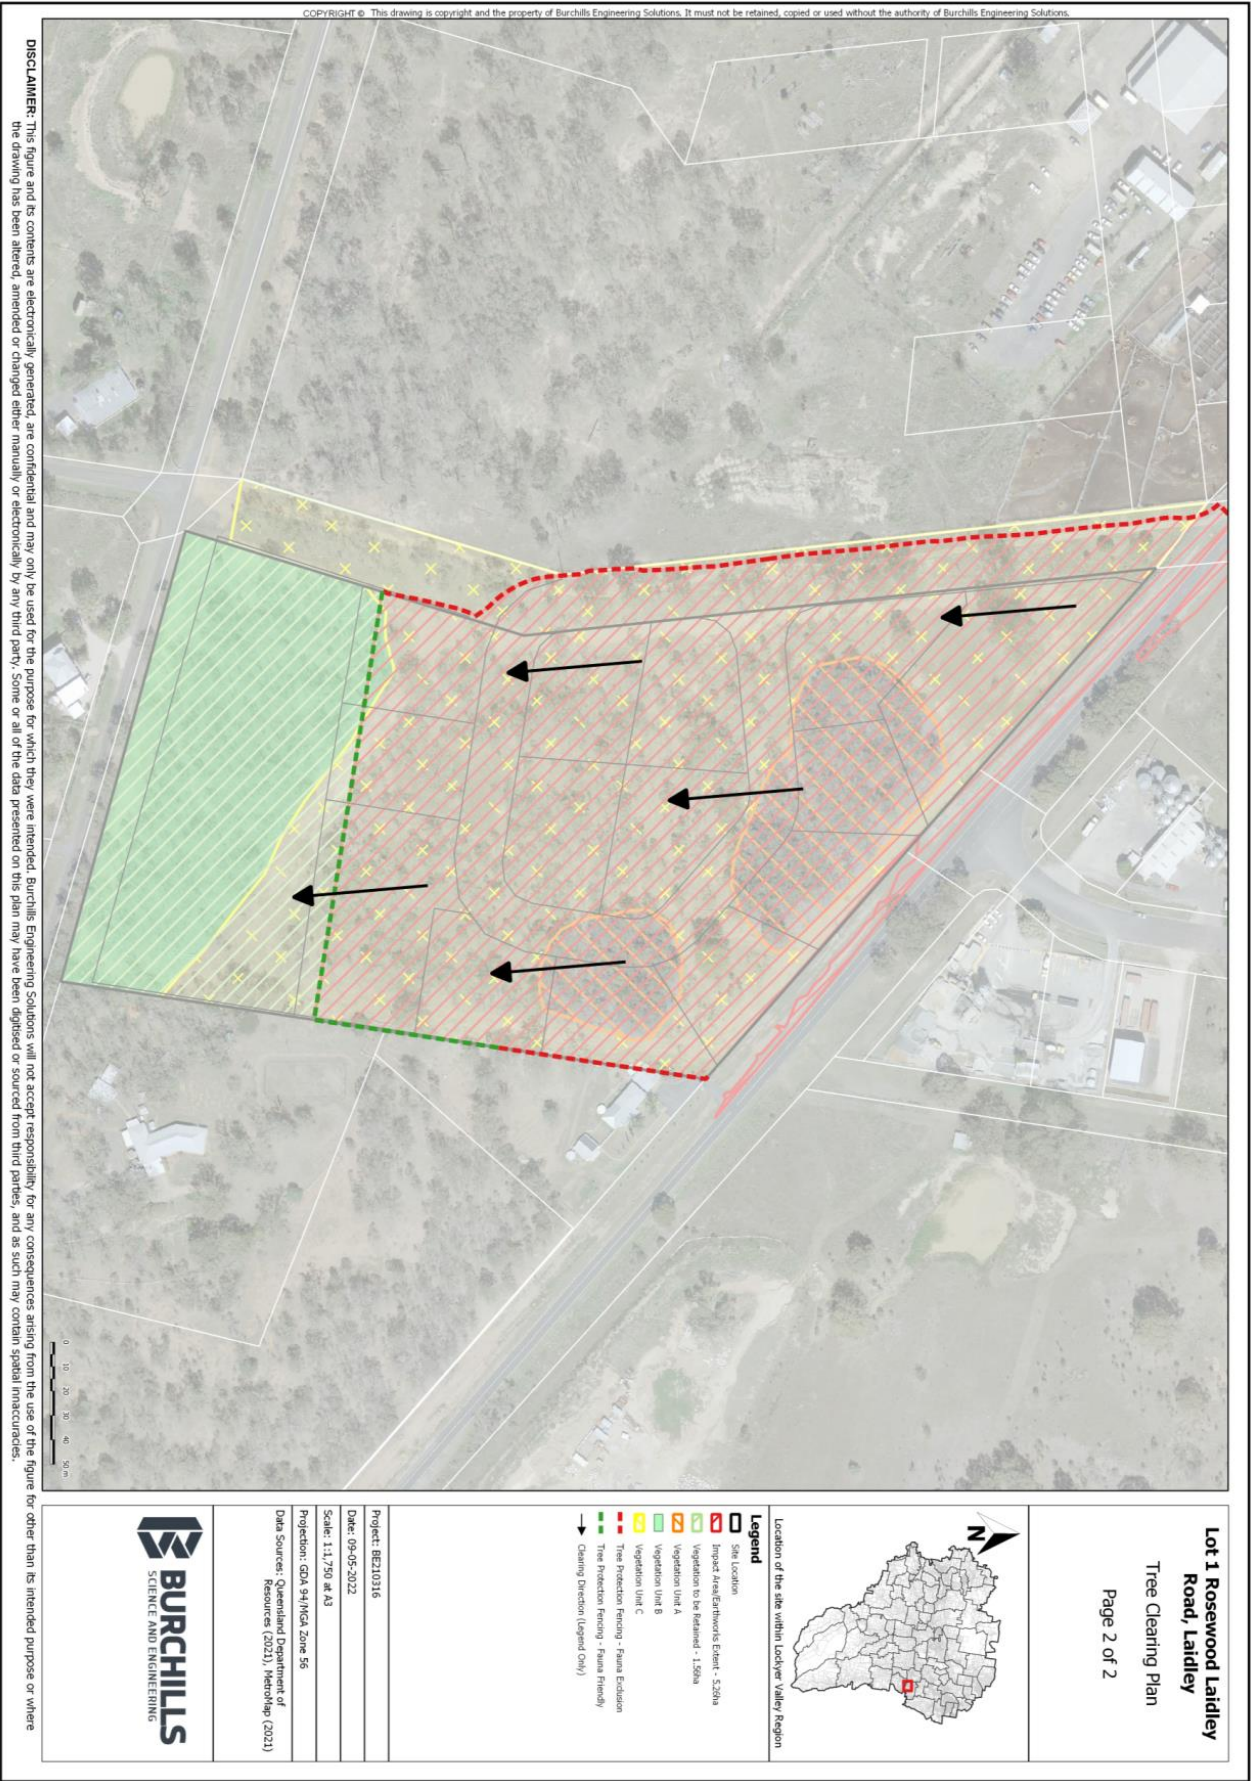 COPYRIGHT © This drawing is copyright and the property of Burchills Engineering Solutions. It must not be retained, copied or used without the authority of Burchills Engineering Solutions.
Lot 1 Rosewood Laidley
Road, Laidley
Tree Clearing Plan
Page 2 of 2
N
Location of the site within Lockyer Valley Region
Legend
Site Location
Impact Area/Earthworks Extent - 5.26ha
Vegetation to be Retained - 1.58ha
Vegetation Unit A
Vegetation Unit B
Vegetation Unit C
Tree Protection Fencing - Fauna Exclusion
Tree Protection Fencing - Fauna Friendly
Clearing Direction (Legend Only)
Project: BE210316
Date: 09-05-2022
Scale: 1:1,750 at A3
Projection: GDA 94/MGA Zone 56
Data Sources: Queensland Department of
Resources (2021), MetroMap (2021)
BURCHILLS
SCIENCE AND ENGINEERING
0 10 20 30 40 50 m
DISCLAIMER: This figure and its contents are electronically generated, are confidential and may only be used for the purpose for which they were intended. Burchills Engineering Solutions will not accept responsibility for any consequences arising from the use of the figure for other than its intended purpose or where
the drawing has been altered, amended or changed either manually or electronically by any third party. Some or all of the data presented on this plan may have been digitised or sourced from third parties, and as such may contain spatial innaccuracies.